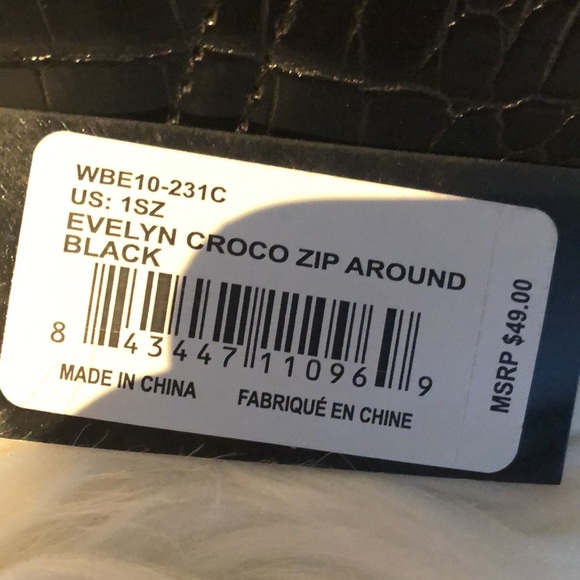 WBE10-231C
US: 1SZ
EVELYN CROCO ZIP AROUND
BLACK
8 43447 11096 9
MADE IN CHINA FABRIQUÉ EN CHINE
MSRP $49.00